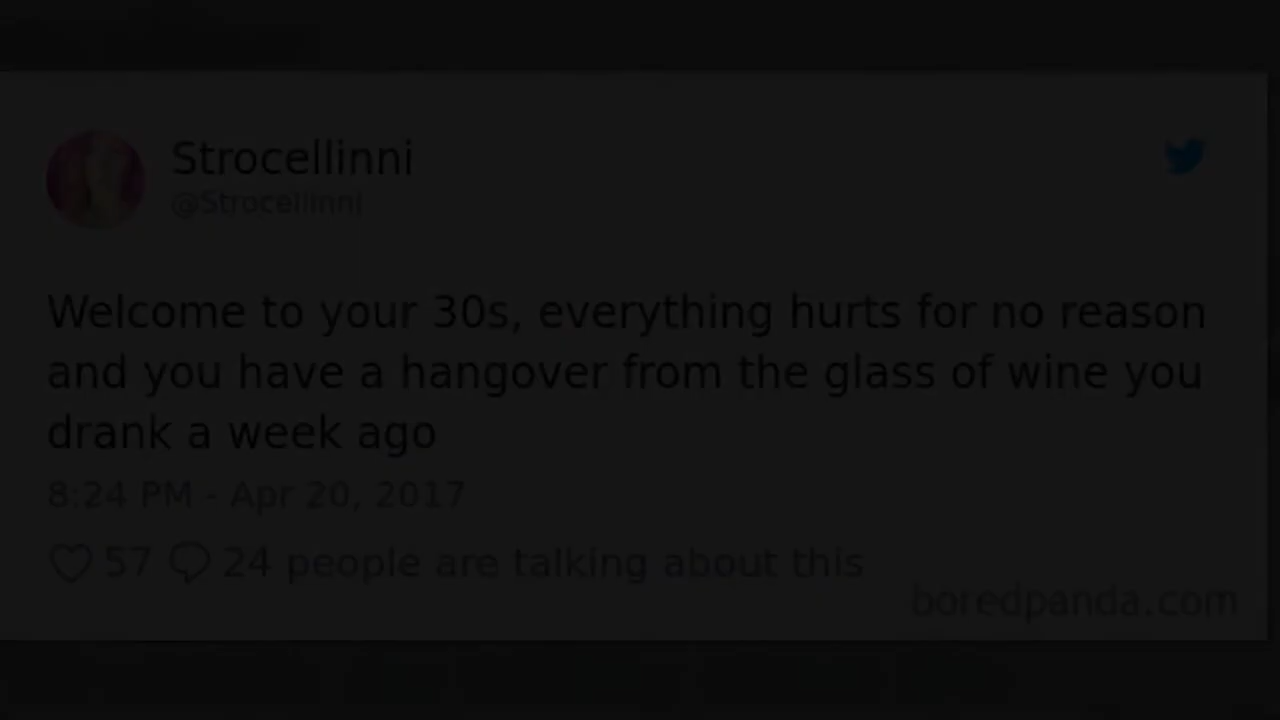 Strocellinni
@Strocellinni
Welcome to your 30s, everything hurts for no reason
and you have a hangover from the glass of wine you
drank a week ago
8:24 PM - Apr 20, 2017
57 24 people are talking about this
boredpanda.com